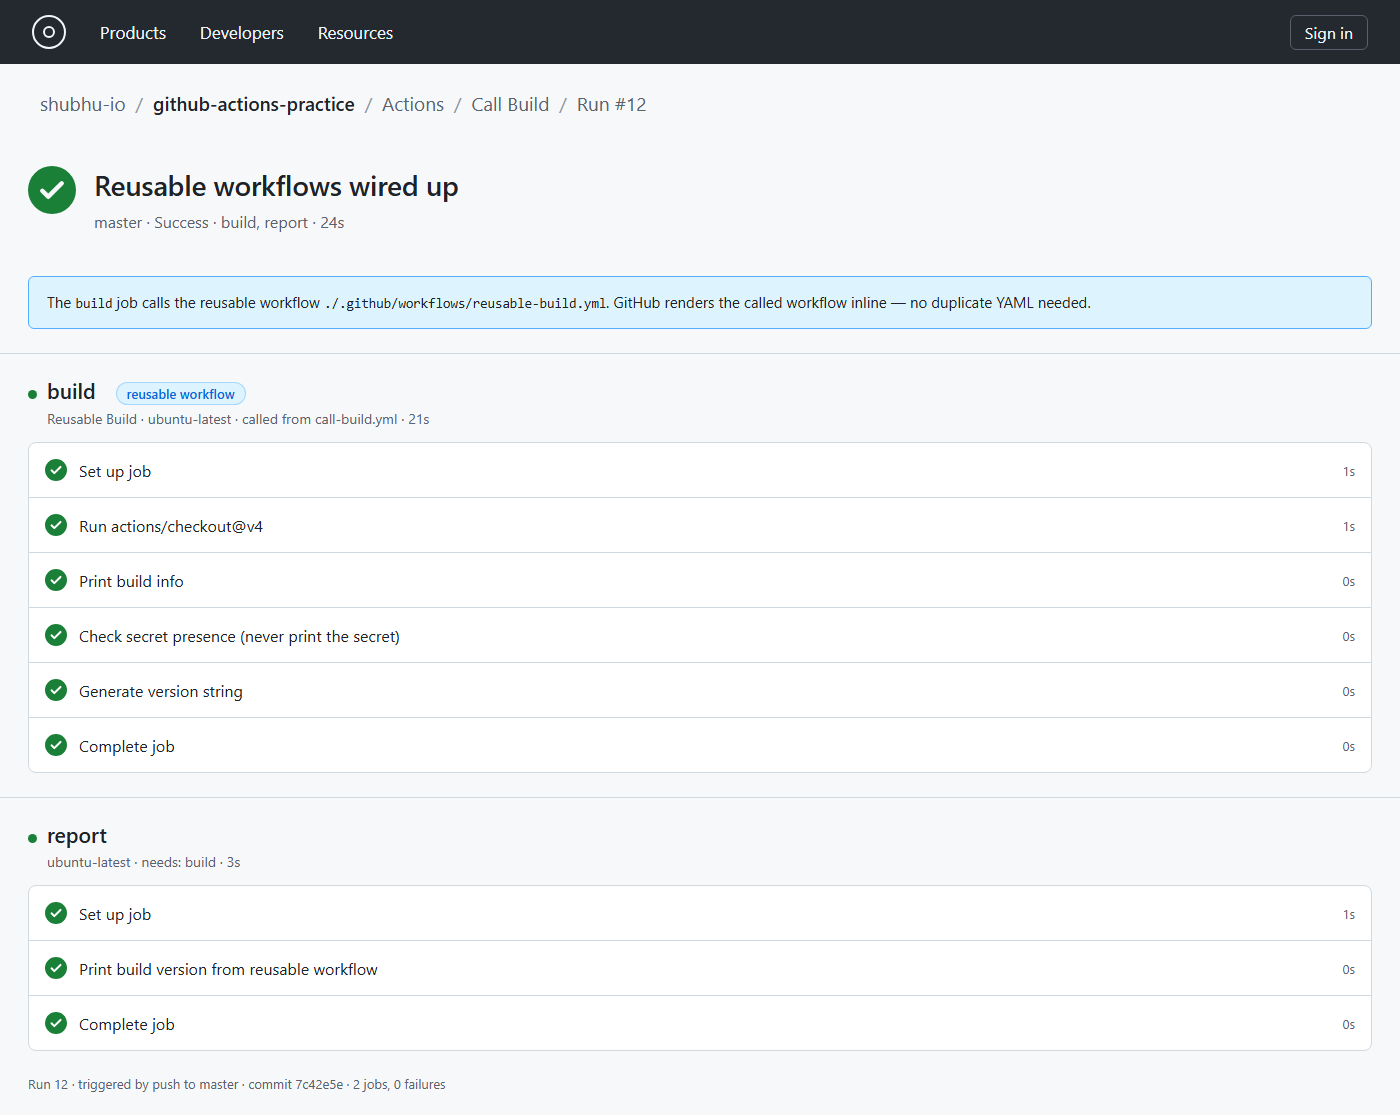 Products Developers Resources Sign in
shubhu-io / github-actions-practice / Actions / Call Build / Run #12
Reusable workflows wired up
master · Success · build, report · 24s
The build job calls the reusable workflow ./.github/workflows/reusable-build.yml. GitHub renders the called workflow inline — no duplicate YAML needed.
build reusable workflow
Reusable Build · ubuntu-latest · called from call-build.yml · 21s
Set up job 1s
Run actions/checkout@v4 1s
Print build info 0s
Check secret presence (never print the secret) 0s
Generate version string 0s
Complete job 0s
report
ubuntu-latest · needs: build · 3s
Set up job 1s
Print build version from reusable workflow 0s
Complete job 0s
Run 12 · triggered by push to master · commit 7c42e5e · 2 jobs, 0 failures